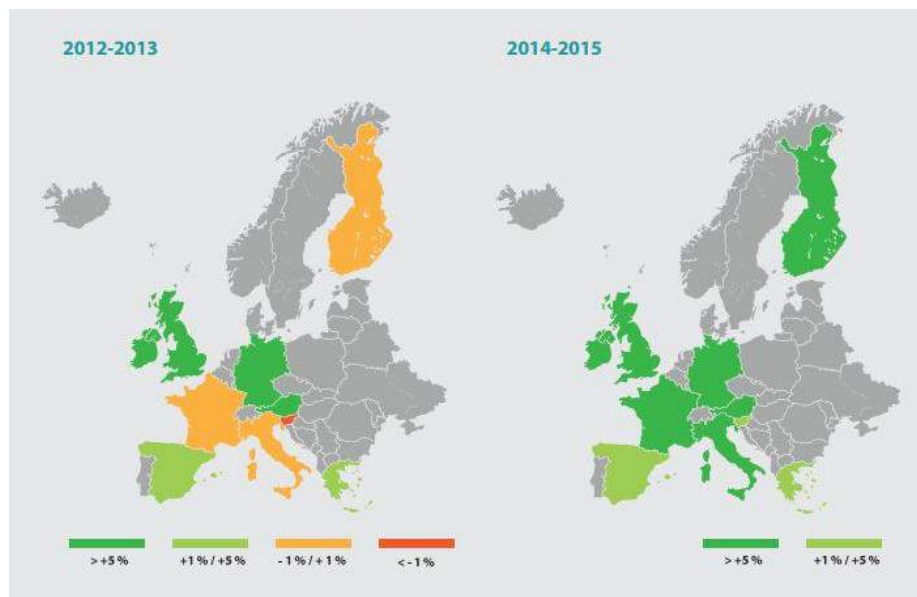 2012-2013
2014-2015
> +5 %
+1 % / +5 %
- 1 % / + 1 %
< - 1 %
> +5 %
+1 % / +5 %